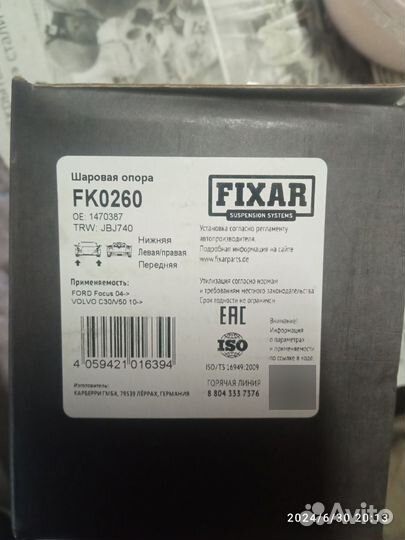 Шаровая опора
FK0260
OE: 1470387
TRW: JBJ740
Нижняя
Левая/правая
Передняя
Применяемость:
FORD Focus 04->
VOLVO C30/V50 10->
4 059421 016394
Изготовитель:
КАРБЕРРИ ГМБХ, 79539 ЛЁРРАХ, ГЕРМАНИЯ
FIXAR
SUSPENSION SYSTEMS
Установка согласно регламенту
автопроизводителя.
Подробная информация на сайте
www.fixarparts.de
Утилизация согласно нормам
и требованиям местного законодательства
Срок годности не ограничен
EAC
ISO
ISO/TS 16949:2009
ГОРЯЧАЯ ЛИНИЯ
8 804 333 7376
Внимание!
Информация
о параметрах
и применяемости
по ссылке в коде:
2024/6/30 20:13
Avito